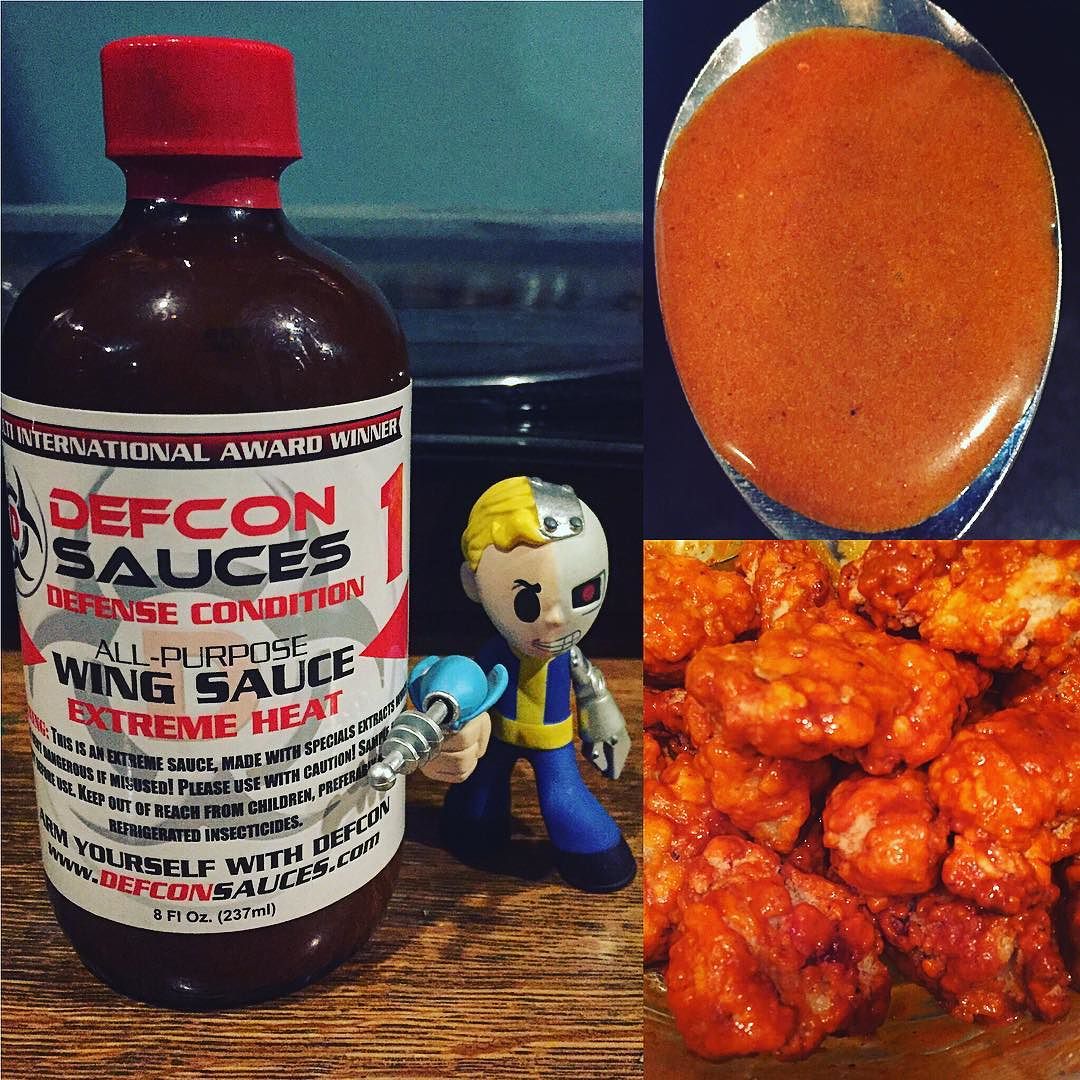 LTI INTERNATIONAL AWARD WINNER
D
DEFCON
SAUCES
1
DEFENSE CONDITION
ALL-PURPOSE
WING SAUCE
EXTREME HEAT
THIS IS AN EXTREME SAUCE, MADE WITH SPECIALS EXTRACTS
DANGEROUS IF MISUSED! PLEASE USE WITH CAUTION!
USE. KEEP OUT OF REACH FROM CHILDREN,
REFRIGERATED INSECTICIDES.
ARM YOURSELF WITH DEFCON
www.DEFCONSAUCES.com
8 Fl Oz. (237ml)